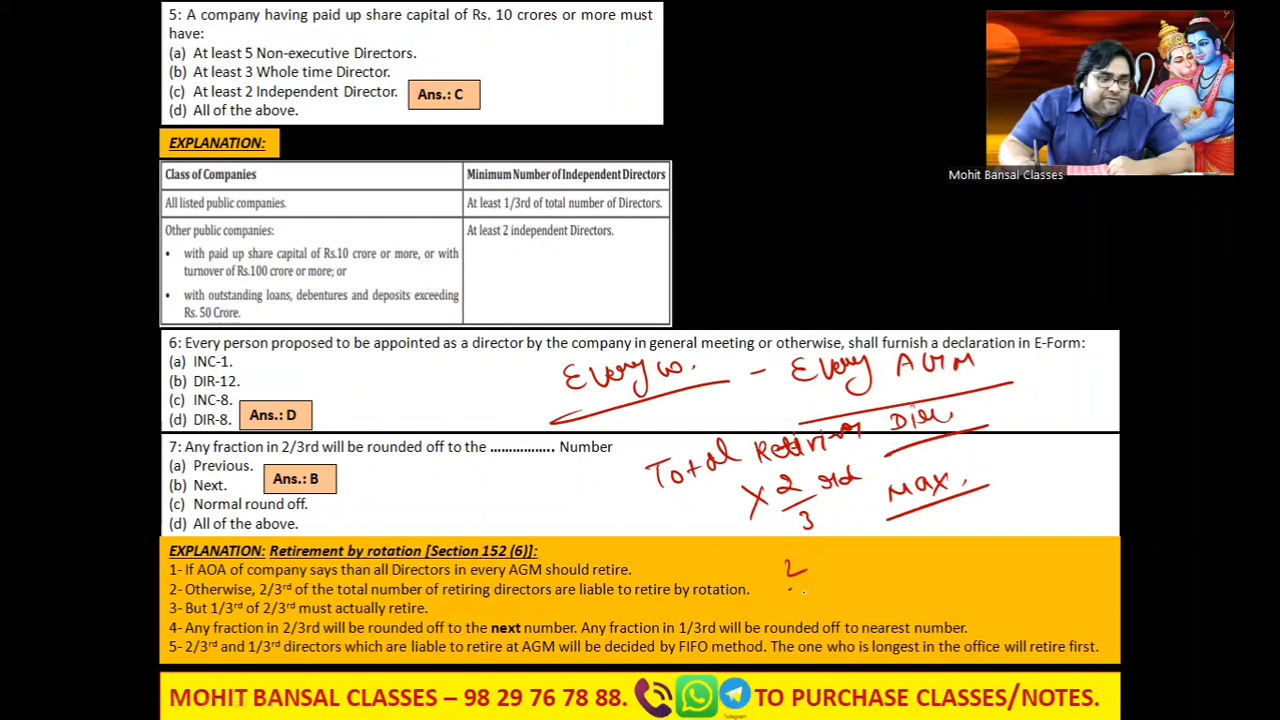 5: A company having paid up share capital of Rs. 10 crores or more must
have:
(a) At least 5 Non-executive Directors.
(b) At least 3 Whole time Director.
(c) At least 2 Independent Director.
(d) All of the above.
Ans.: C
Mohit Bansal Classes
EXPLANATION:
Class of Companies
Minimum Number of Independent Directors
All listed public companies.
At least 1/3rd of total number of Directors.
Other public companies:
At least 2 independent Directors.
• with paid up share capital of Rs.10 crore or more, or with
turnover of Rs.100 crore or more; or
• with outstanding loans, debentures and deposits exceeding
Rs. 50 Crore.
6: Every person proposed to be appointed as a director by the company in general meeting or otherwise, shall furnish a declaration in E-Form:
(a) INC-1.
(b) DIR-12.
(c) INC-8.
(d) DIR-8.
Ans.: D
Every co. – Every AGM
7: Any fraction in 2/3rd will be rounded off to the ................ Number
(a) Previous.
(b) Next.
(c) Normal round off.
(d) All of the above.
Ans.: B
Total Retiring Dir
X 2/3 rd Max.
EXPLANATION: Retirement by rotation [Section 152 (6)]:
1- If AOA of company says than all Directors in every AGM should retire.
2- Otherwise, 2/3rd of the total number of retiring directors are liable to retire by rotation.
3- But 1/3rd of 2/3rd must actually retire.
4- Any fraction in 2/3rd will be rounded off to the next number. Any fraction in 1/3rd will be rounded off to nearest number.
5- 2/3rd and 1/3rd directors which are liable to retire at AGM will be decided by FIFO method. The one who is longest in the office will retire first.
2
MOHIT BANSAL CLASSES – 98 29 76 78 88. TO PURCHASE CLASSES/NOTES.
Telegram